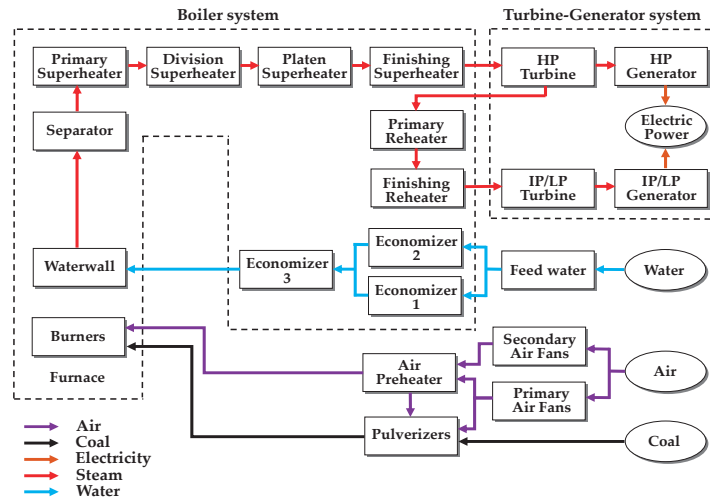 Boiler system
Turbine-Generator system
Primary
Superheater
Division
Superheater
Platen
Superheater
Finishing
Superheater
HP
Turbine
HP
Generator
Separator
Primary
Reheater
Electric
Power
Finishing
Reheater
IP/LP
Turbine
IP/LP
Generator
Waterwall
Economizer
3
Economizer
2
Economizer
1
Feed water
Water
Burners
Furnace
Air
Preheater
Secondary
Air Fans
Primary
Air Fans
Air
Pulverizers
Coal
Air
Coal
Electricity
Steam
Water